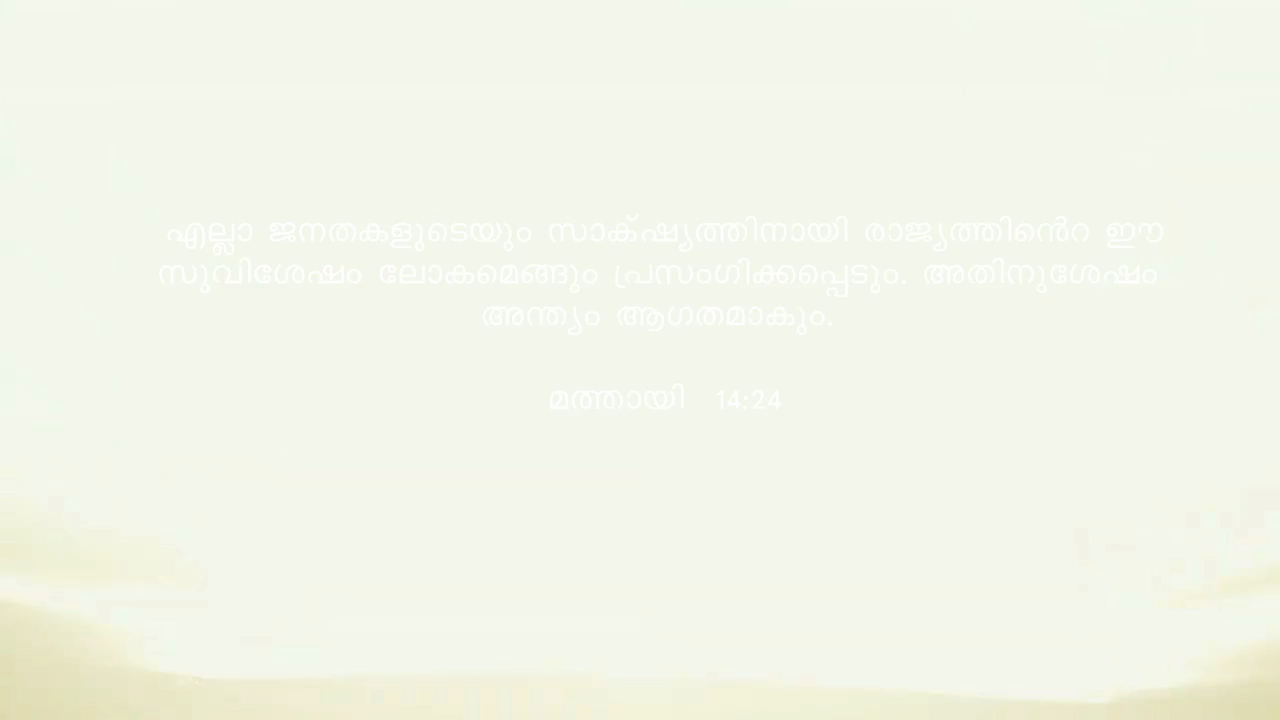 എല്ലാ ജനതകളുടെയും സാക്ഷ്യത്തിനായി രാജ്യത്തിൻെറ ഈ
സുവിശേഷം ലോകമെങ്ങും പ്രസംഗിക്കപ്പെടും. അതിനുശേഷം
അന്ത്യം ആഗതമാകും.
മത്തായി 14:24